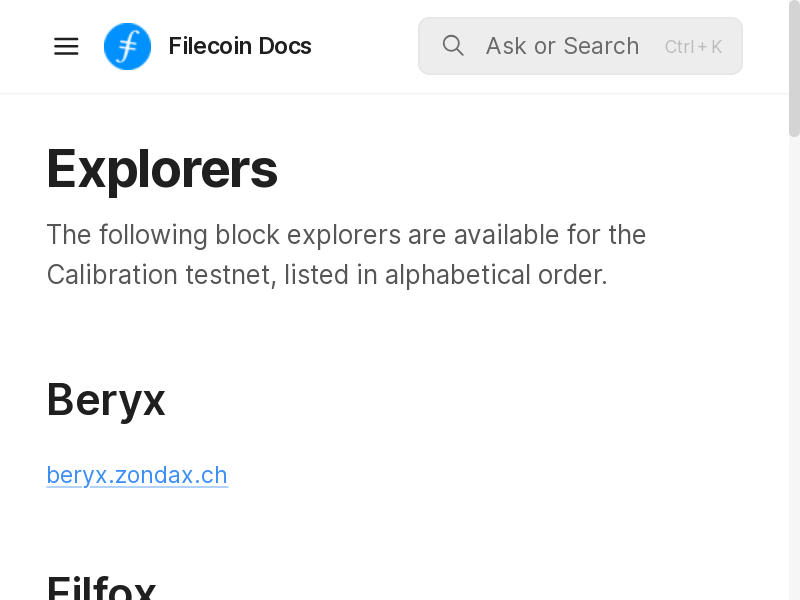 Filecoin Docs
Ask or Search Ctrl + K
Explorers
The following block explorers are available for the
Calibration testnet, listed in alphabetical order.
Beryx
beryx.zondax.ch
Filfox